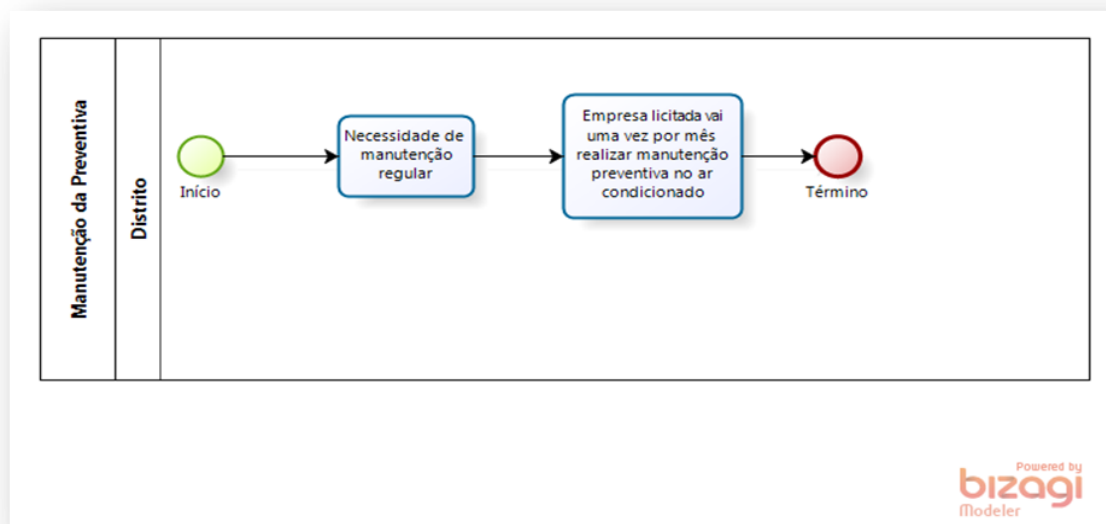 Manutenção da Preventiva
Distrito
Início
Necessidade de
manutenção
regular
Empresa licitada vai
uma vez por mês
realizar manutenção
preventiva no ar
condicionado
Término
Powered by
bizagi
Modeler